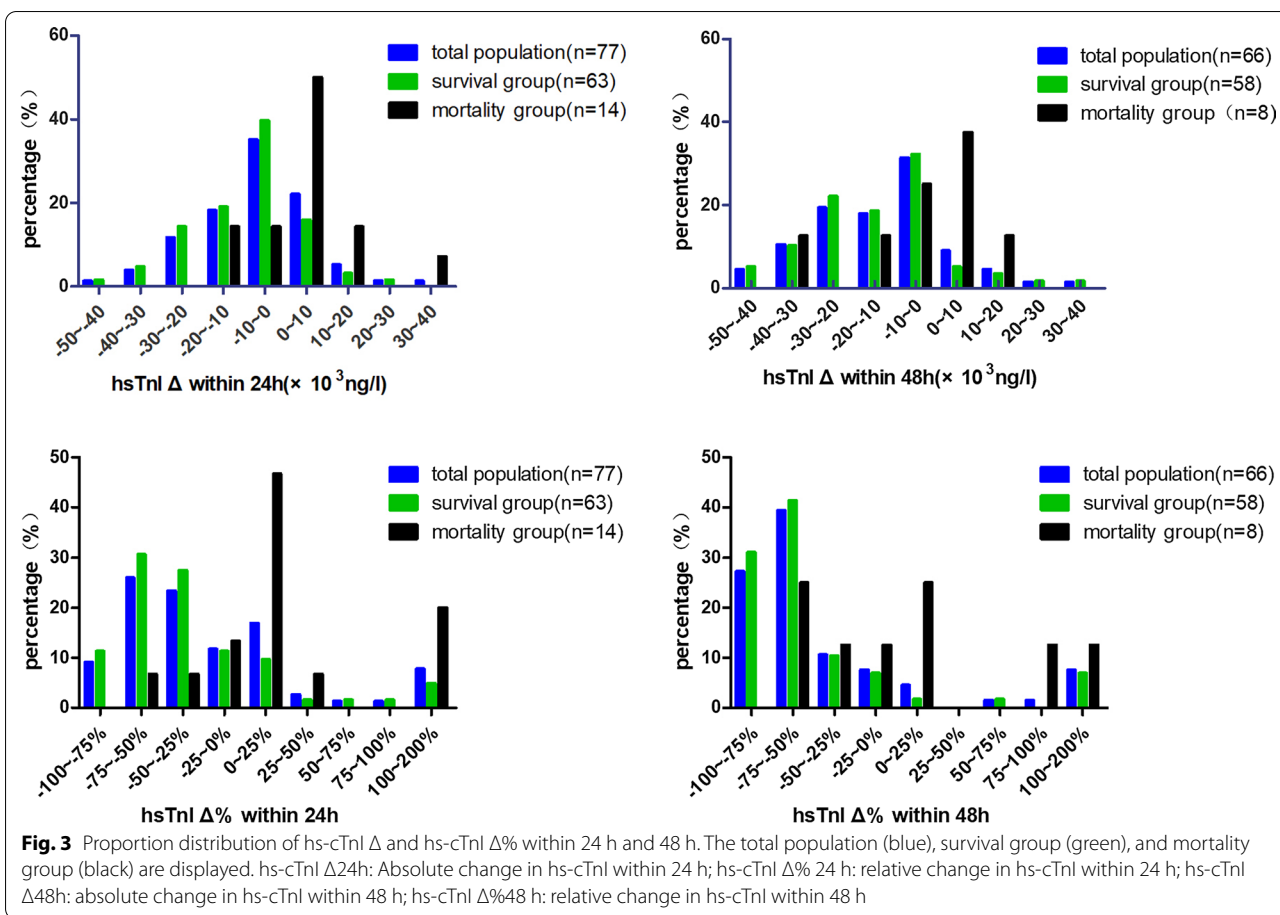 60
40
20
0
percentage（%）
total population(n=77)
survival group(n=63)
mortality group(n=14)
-50~-40
-40~-30
-30~-20
-20~-10
-10~0
0~10
10~20
20~30
30~40
hsTnI Δ within 24h(× 10³ng/l)
60
40
20
0
percentage（%）
total population(n=66)
survival group(n=58)
mortality group（n=8)
-50~-40
-40~-30
-30~-20
-20~-10
-10~0
0~10
10~20
20~30
30~40
hsTnI Δ within 48h(× 10³ng/l)
50
40
30
20
10
0
percentage（%）
total population(n=77)
survival group(n=63)
mortality group(n=14)
-100~-75%
-75~-50%
-50~-25%
-25~0%
0~25%
25~50%
50~75%
75~100%
100~200%
hsTnI Δ% within 24h
50
40
30
20
10
0
percentage（%）
total population(n=66)
survival group(n=58)
mortality group(n=8)
-100~-75%
-75~-50%
-50~-25%
-25~0%
0~25%
25~50%
50~75%
75~100%
100~200%
hsTnI Δ% within 48h
Fig. 3 Proportion distribution of hs-cTnI Δ and hs-cTnI Δ% within 24 h and 48 h. The total population (blue), survival group (green), and mortality
group (black) are displayed. hs-cTnI Δ24h: Absolute change in hs-cTnI within 24 h; hs-cTnI Δ% 24 h: relative change in hs-cTnI within 24 h; hs-cTnI
Δ48h: absolute change in hs-cTnI within 48 h; hs-cTnI Δ%48 h: relative change in hs-cTnI within 48 h